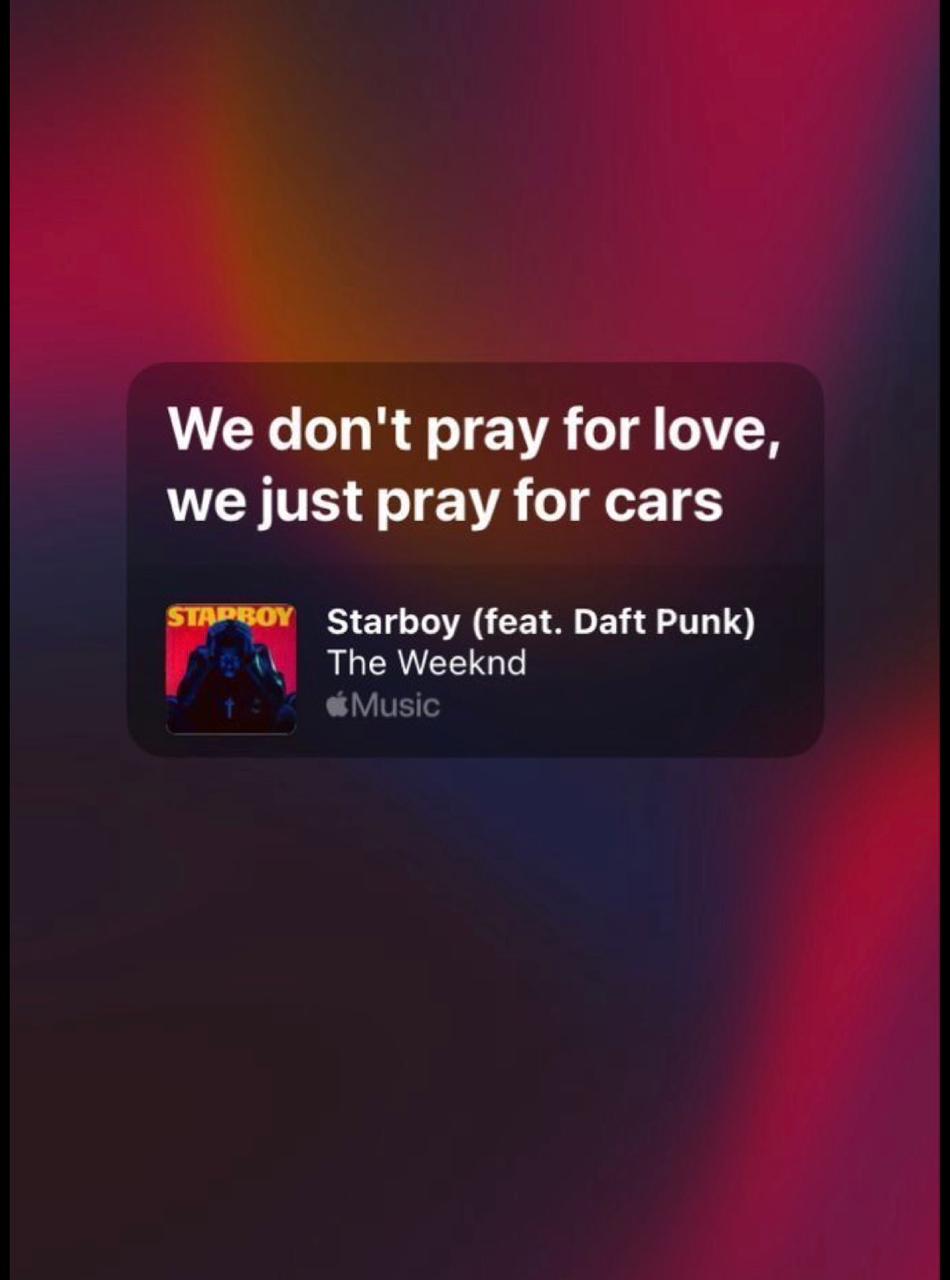 We don't pray for love,
we just pray for cars
STARBOY
Starboy (feat. Daft Punk)
The Weeknd
Music